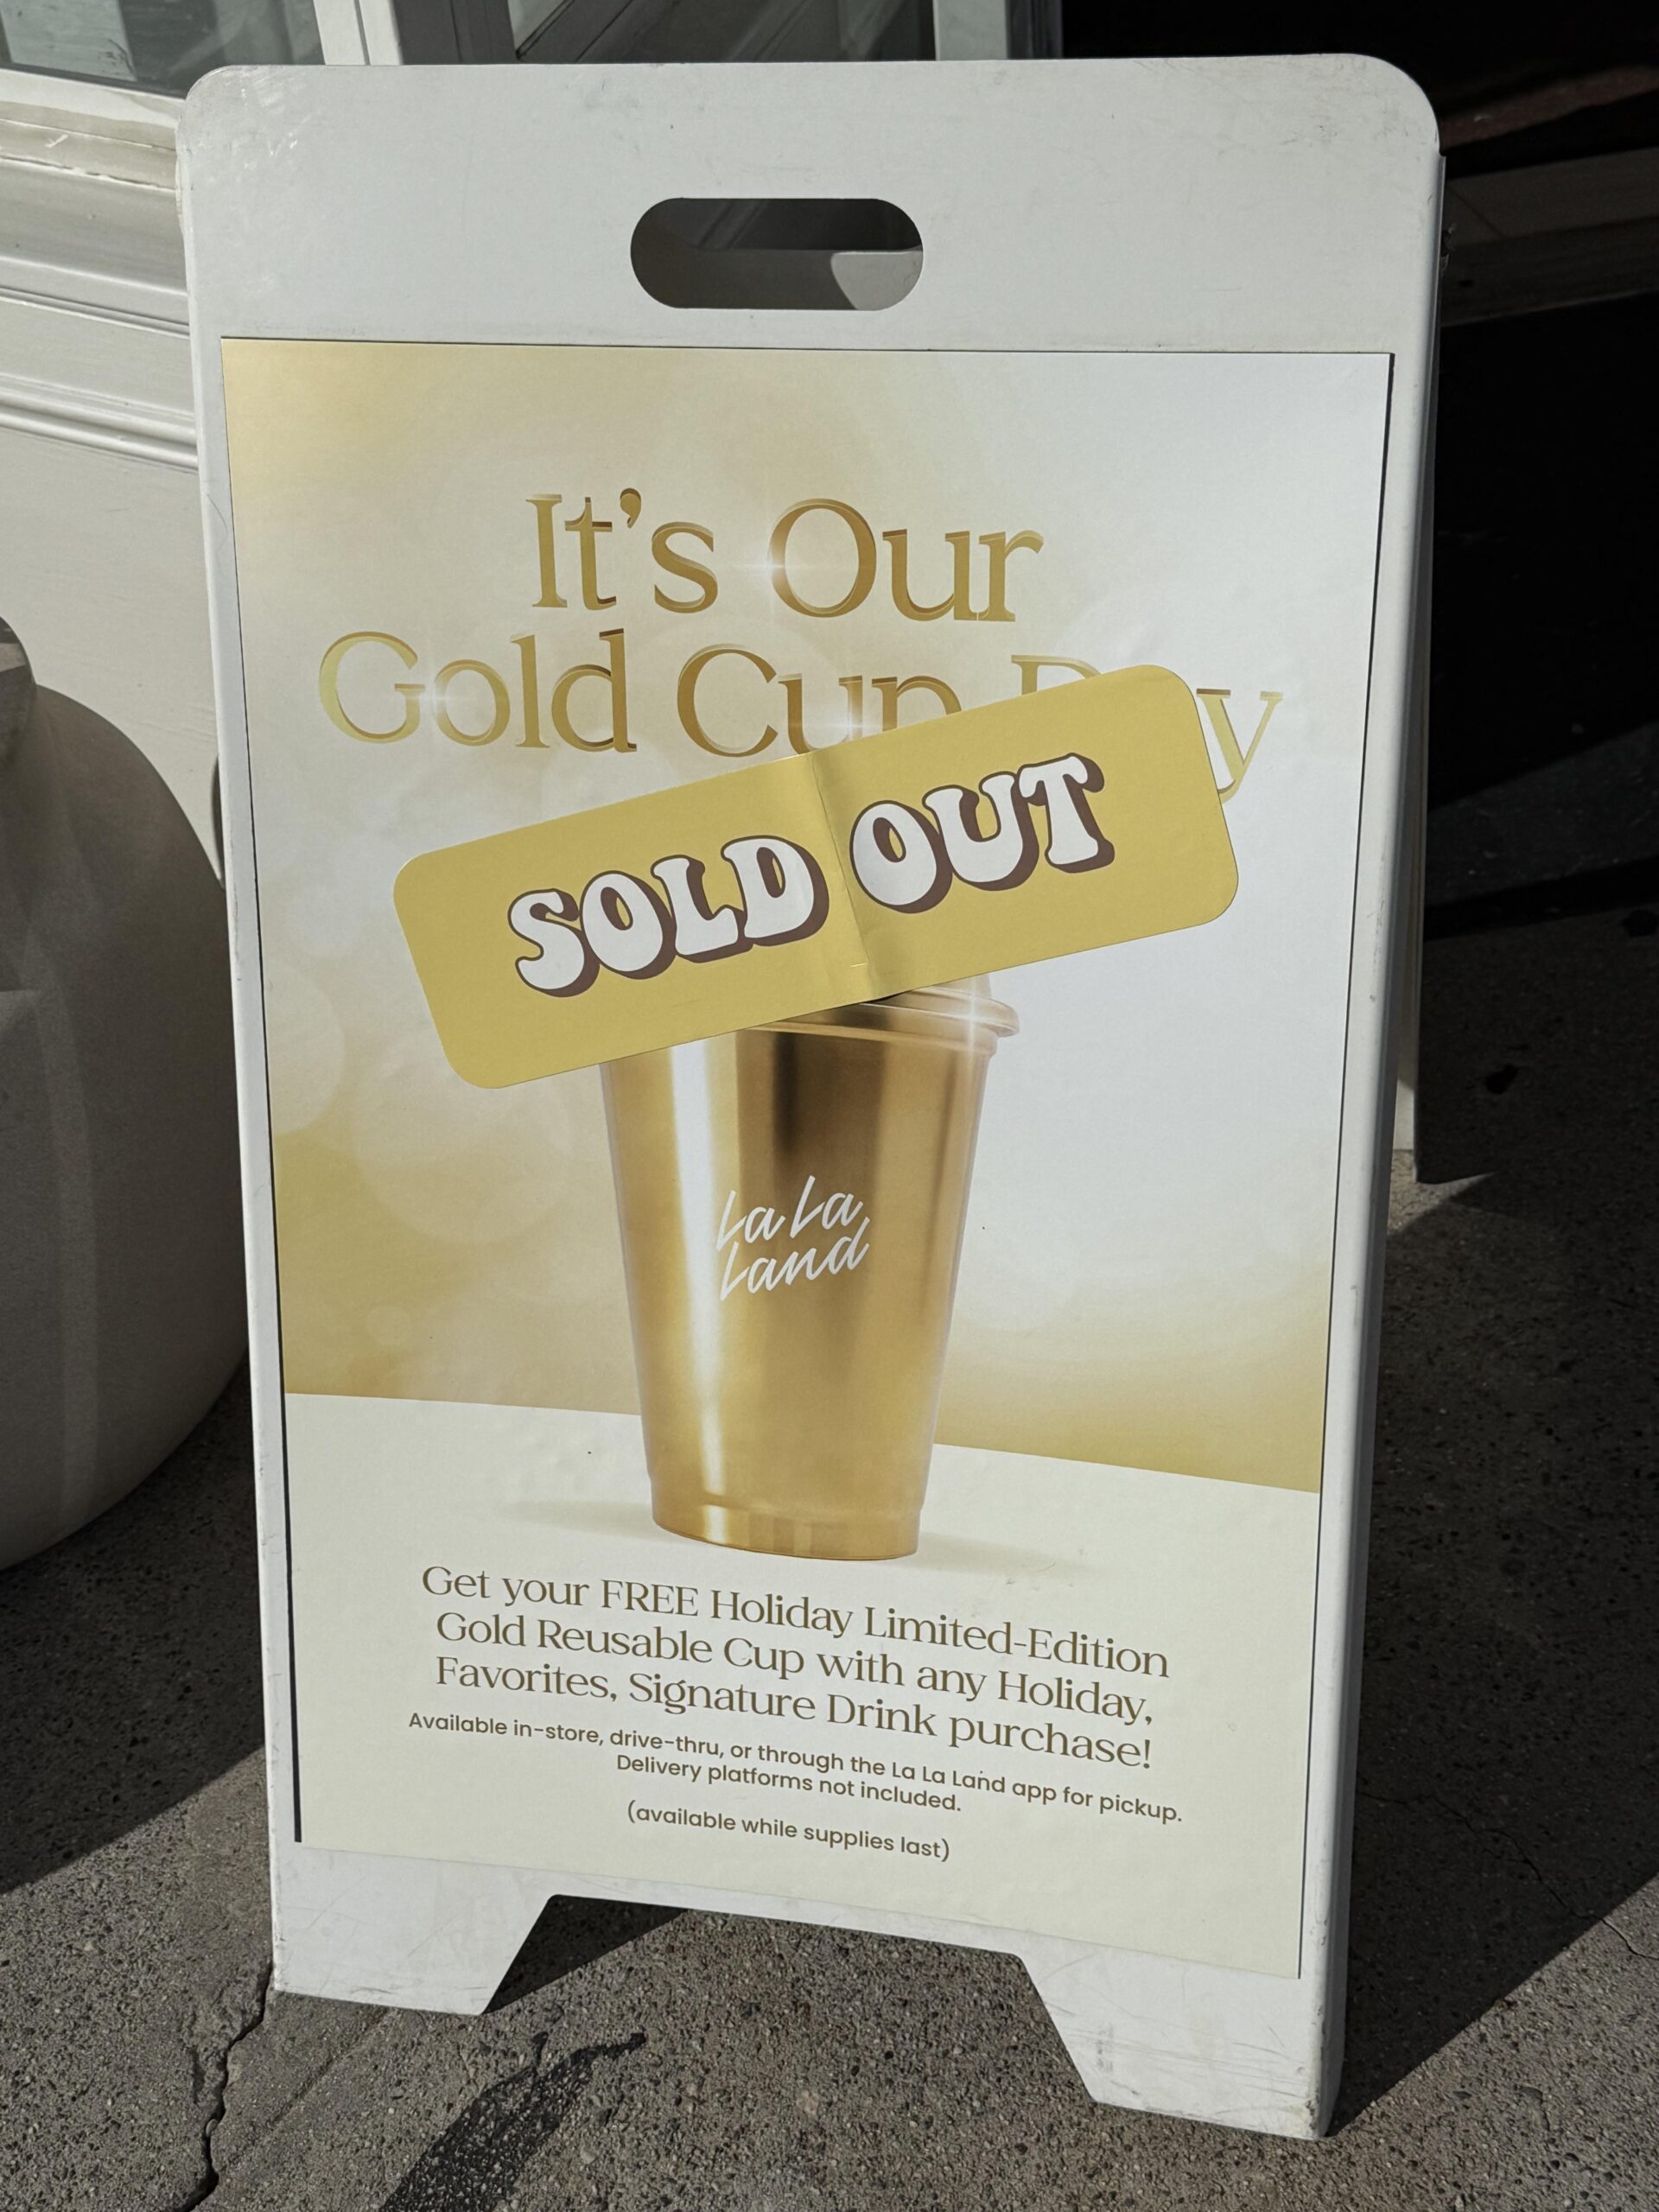 It's Our
Gold Cup Day
SOLD OUT
La La
Land
Get your FREE Holiday Limited-Edition
Gold Reusable Cup with any Holiday,
Favorites, Signature Drink purchase!
Available in-store, drive-thru, or through the La La Land app for pickup.
Delivery platforms not included.
(available while supplies last)